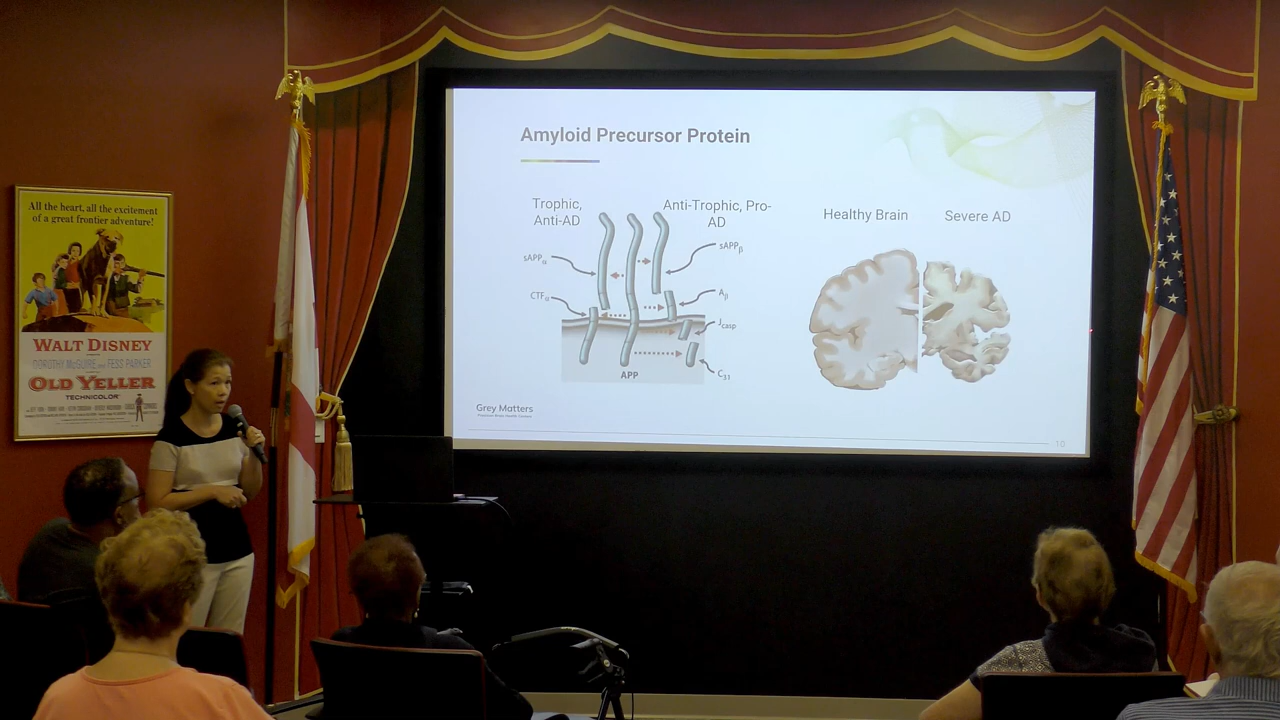 All the heart, all the excitement
of a great frontier adventure!
WALT DISNEY
DOROTHY McGUIRE and FESS PARKER
OLD YELLER
TECHNICOLOR
Amyloid Precursor Protein
Trophic,
Anti-AD
Anti-Trophic, Pro-
AD
sAPPα
sAPPβ
CTFα
Aβ
Jcasp
C31
APP
Healthy Brain
Severe AD
Grey Matters
10